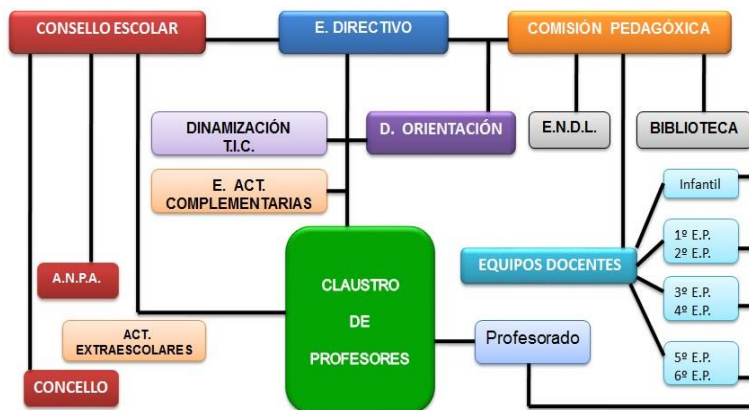 CONSELLO ESCOLAR
E. DIRECTIVO
COMISIÓN PEDAGÓXICA
DINAMIZACIÓN
T.I.C.
D. ORIENTACIÓN
E.N.D.L.
BIBLIOTECA
E. ACT.
COMPLEMENTARIAS
Infantil
1º E.P.
2º E.P.
A.N.P.A.
CLAUSTRO
DE
PROFESORES
EQUIPOS DOCENTES
3º E.P.
4º E.P.
ACT.
EXTRAESCOLARES
Profesorado
5º E.P.
6º E.P.
CONCELLO